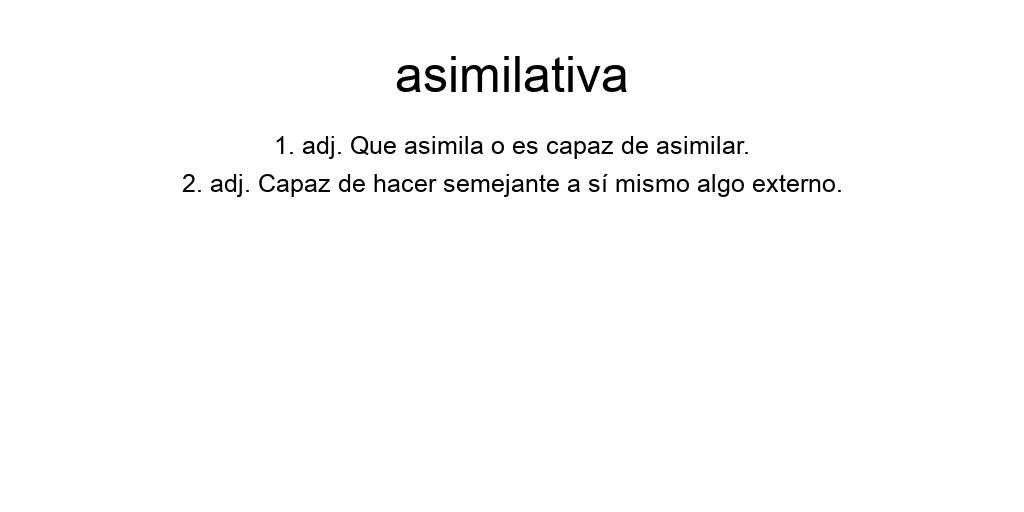 asimilativa
1. adj. Que asimila o es capaz de asimilar.
2. adj. Capaz de hacer semejante a sí mismo algo externo.